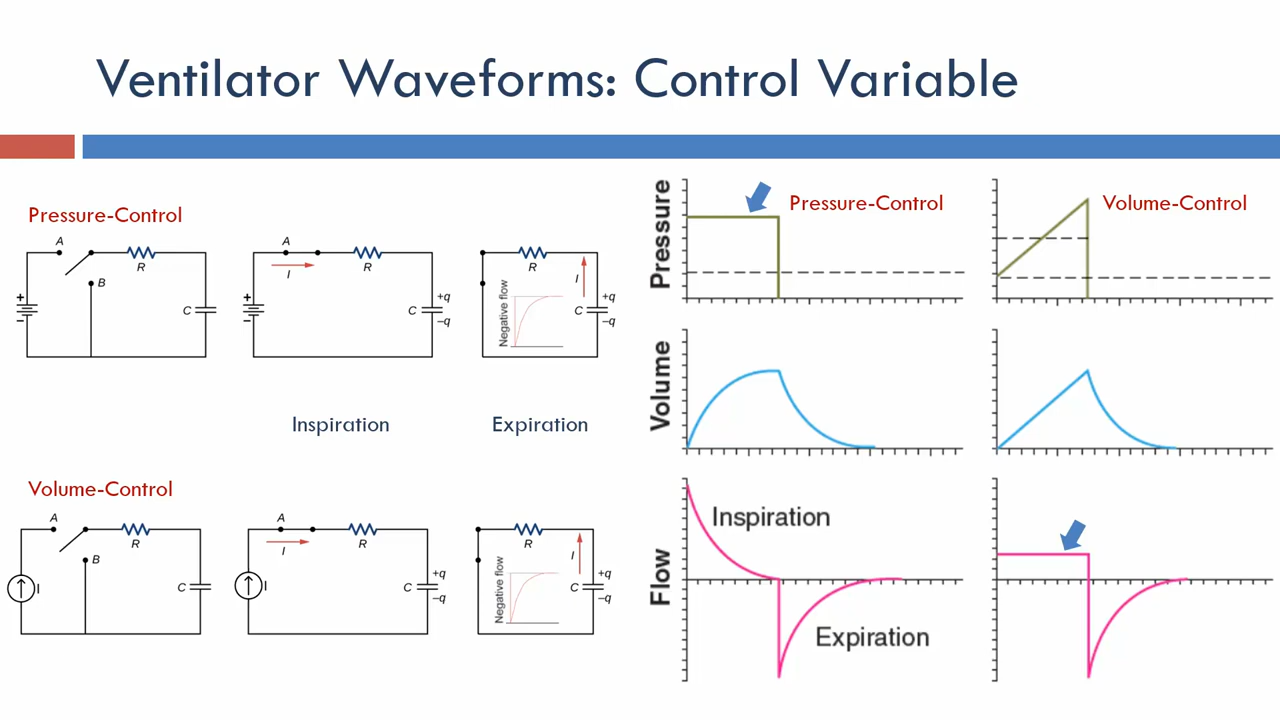 Ventilator Waveforms: Control Variable
Pressure-Control
A
B
R
C
+
−
A
I
R
C
+q
−q
+
−
R
I
C
+q
−q
Negative flow
Inspiration
Expiration
Volume-Control
A
B
R
C
I
A
I
R
C
+q
−q
I
R
I
C
+q
−q
Negative flow
Pressure
Pressure-Control
Volume-Control
Volume
Flow
Inspiration
Expiration